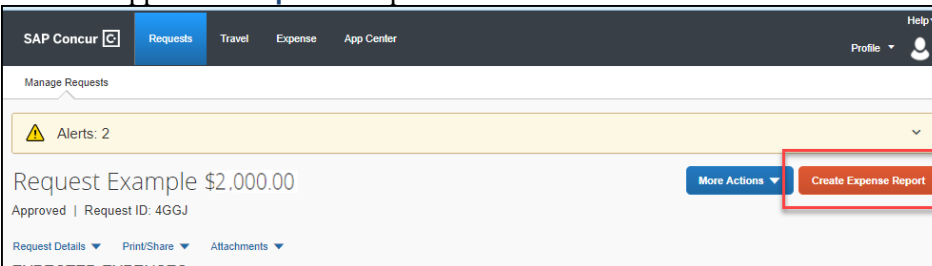 Help
SAP Concur C Requests Travel Expense App Center
Profile
Manage Requests
Alerts: 2
Request Example $2,000.00
More Actions Create Expense Report
Approved | Request ID: 4GGJ
Request Details Print/Share Attachments